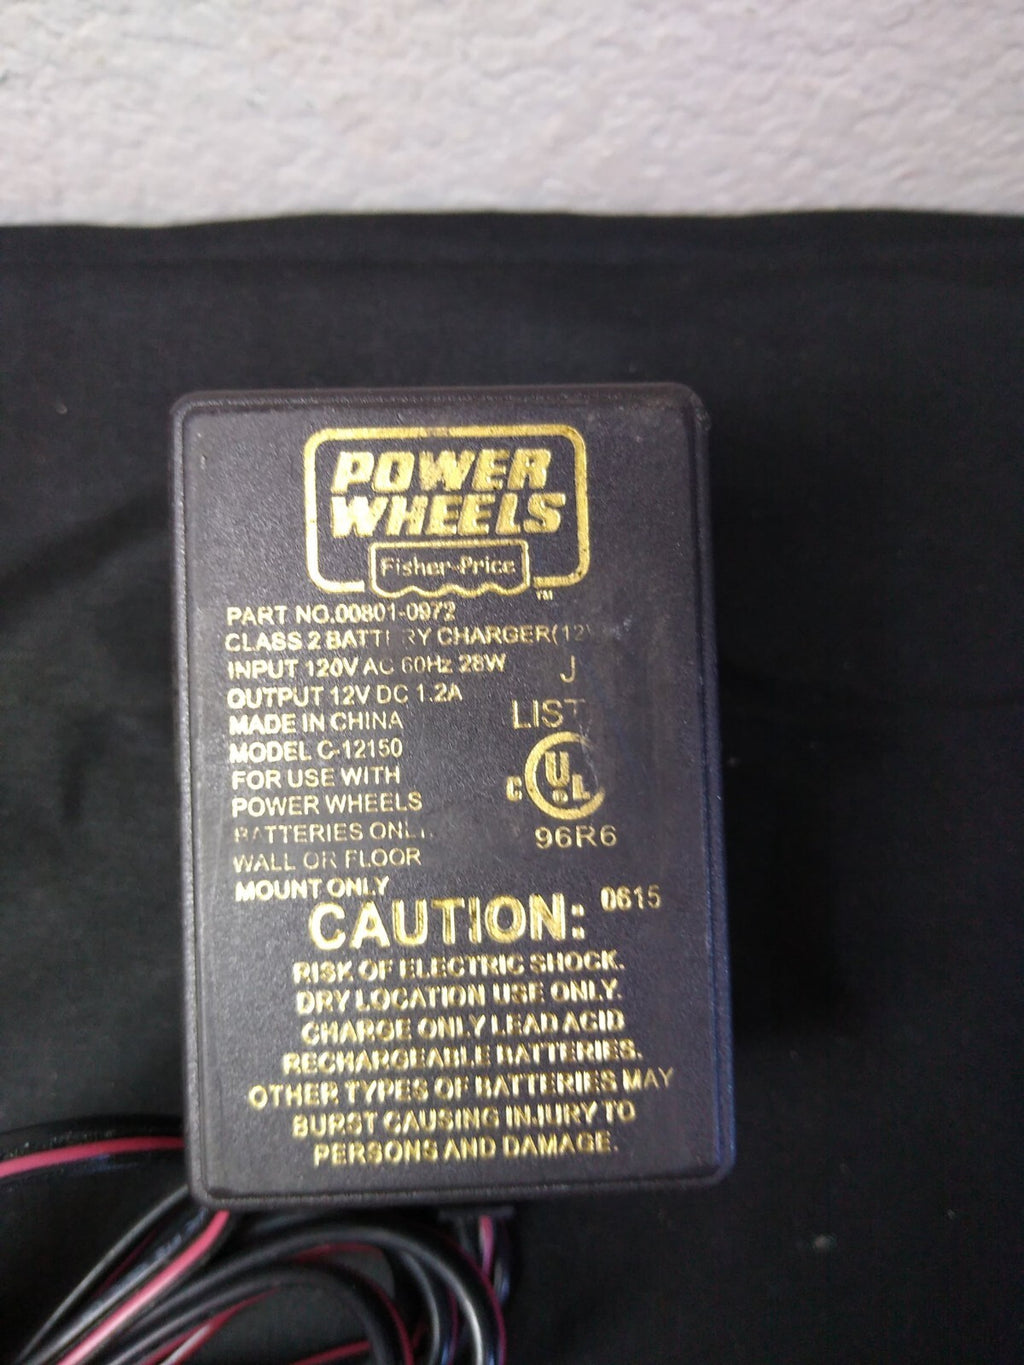 POWER
WHEELS
Fisher-Price
TM
PART NO.00801-0972
CLASS 2 BATTERY CHARGER(12V
INPUT 120V AC 60Hz 28W
J
OUTPUT 12V DC 1.2A
LIST
MADE IN CHINA
MODEL C-12150
C UL
FOR USE WITH
POWER WHEELS
BATTERIES ONLY.
96R6
WALL OR FLOOR
MOUNT ONLY
0615
CAUTION:
RISK OF ELECTRIC SHOCK.
DRY LOCATION USE ONLY.
CHARGE ONLY LEAD ACID
RECHARGEABLE BATTERIES.
OTHER TYPES OF BATTERIES MAY
BURST CAUSING INJURY TO
PERSONS AND DAMAGE.